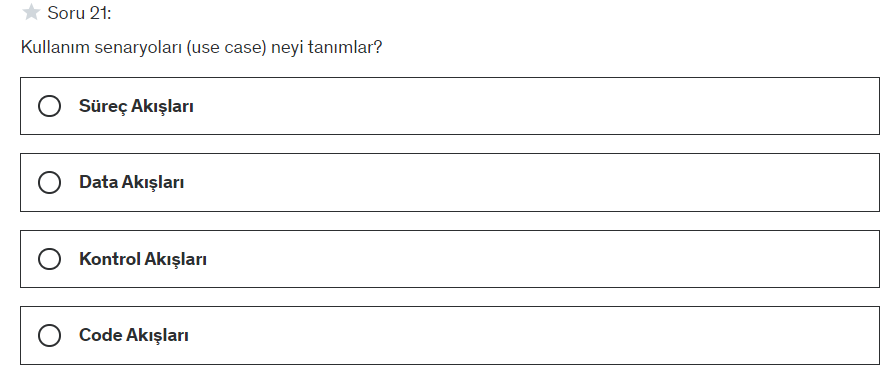 Soru 21:
Kullanım senaryoları (use case) neyi tanımlar?
Süreç Akışları
Data Akışları
Kontrol Akışları
Code Akışları